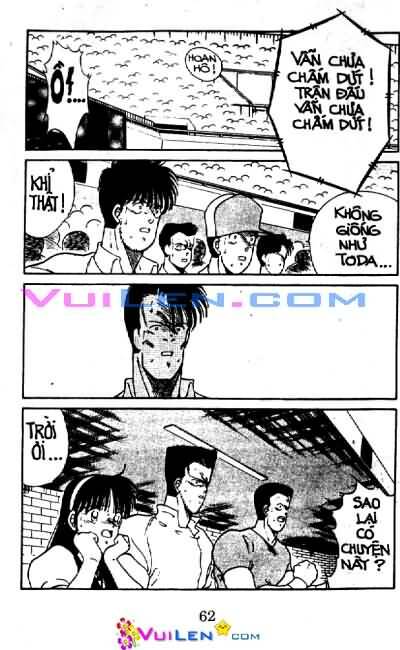 VẪN CHƯA
CHẤM DỨT!
TRẬN ĐẤU
VẪN CHƯA
CHẤM DỨT!
HOAN
HÔ!
Ồ!...
KHỈ
THẬT!
KHÔNG
GIỐNG
NHƯ
TODA...
VuiLen.com
TRỜI
ƠI...
SAO
LẠI
CÓ
CHUYỆN
NÀY?
62
VuiLen.com